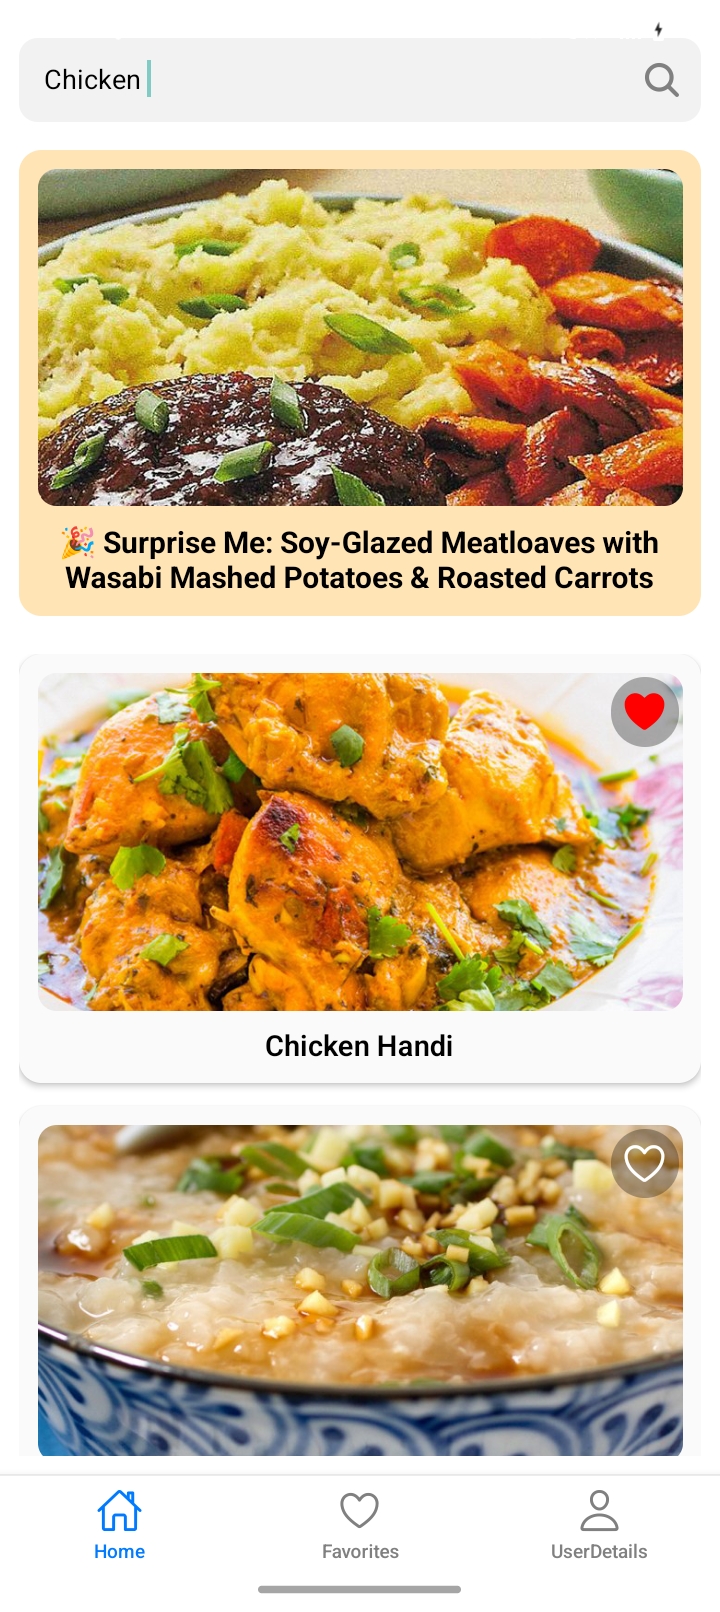 Chicken
🎉 Surprise Me: Soy-Glazed Meatloaves with
Wasabi Mashed Potatoes & Roasted Carrots
Chicken Handi
Home
Favorites
UserDetails